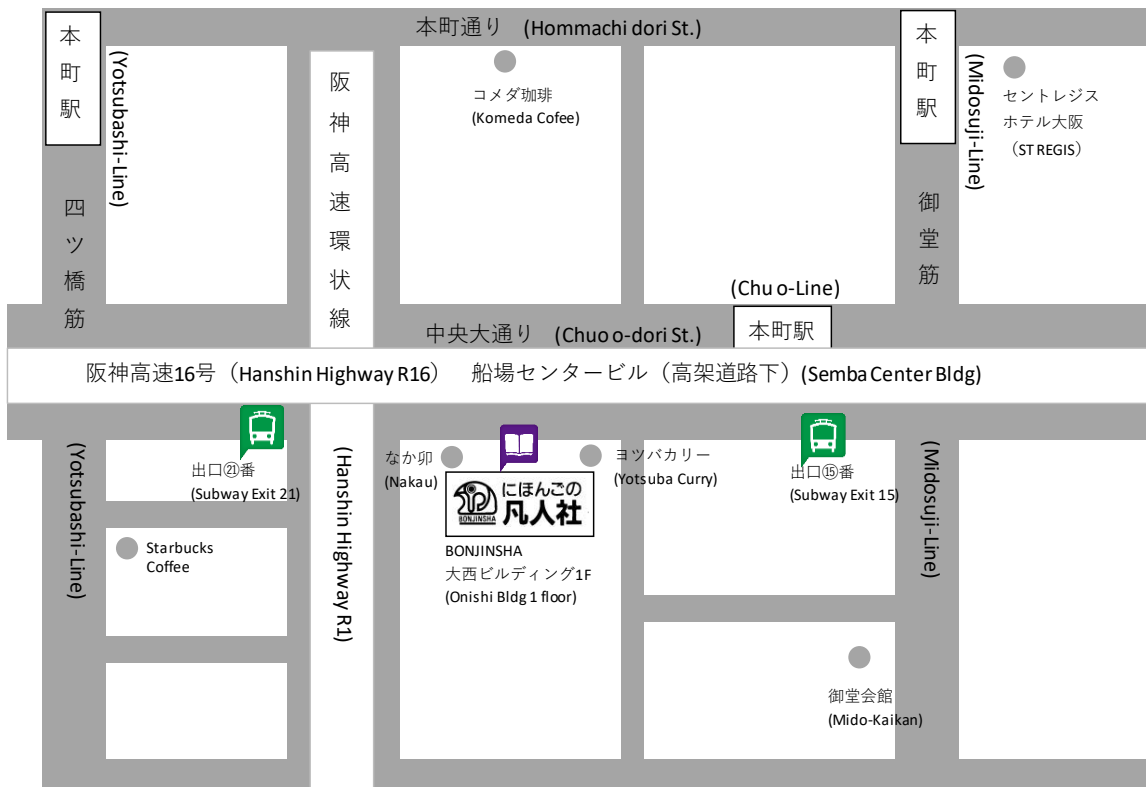 本町通り (Hommachi dori St.)
本町駅
(Yotsubashi-Line)
四ツ橋筋
阪神高速環状線
コメダ珈琲
(Komeda Cofee)
本町駅
(Midosuji-Line)
御堂筋
セントレジス
ホテル大阪
（ST REGIS）
(Chuo-Line)
本町駅
中央大通り (Chuo o-dori St.)
阪神高速16号（Hanshin Highway R16） 船場センタービル（高架道路下）(Semba Center Bldg)
(Yotsubashi-Line)
出口㉑番
(Subway Exit 21)
Starbucks
Coffee
(Hanshin Highway R1)
なか卯
(Nakau)
ヨツバカリー
(Yotsuba Curry)
BONJINSHA
にほんごの
凡人社
BONJINSHA
大西ビルディング1F
(Onishi Bldg 1 floor)
出口⑮番
(Subway Exit 15)
(Midosuji-Line)
御堂会館
(Mido-Kaikan)